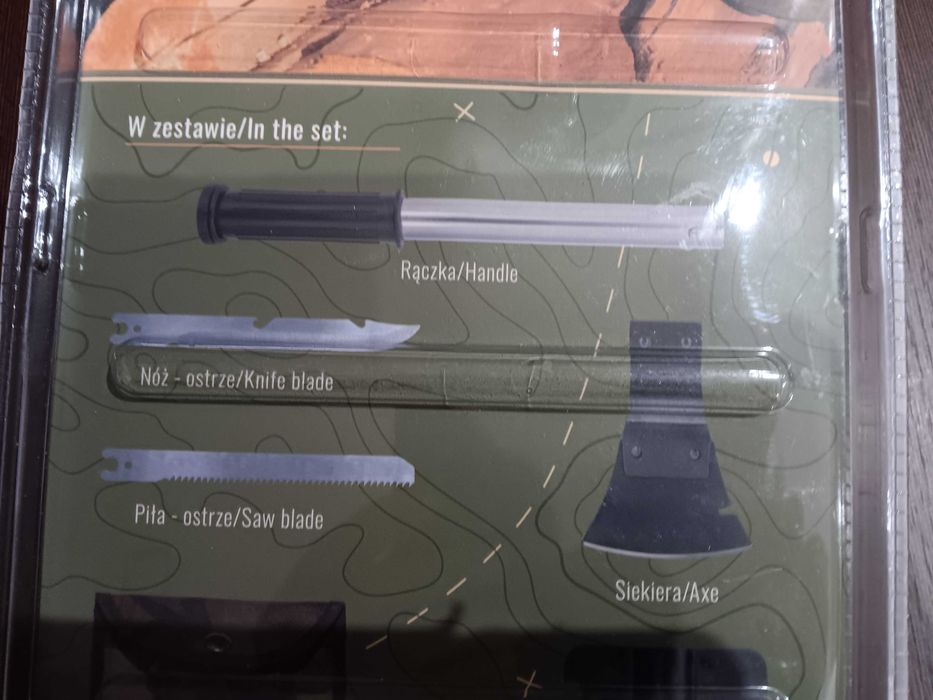 W zestawie/In the set:
Rączka/Handle
Nóż - ostrze/Knife blade
Piła - ostrze/Saw blade
Siekiera/Axe